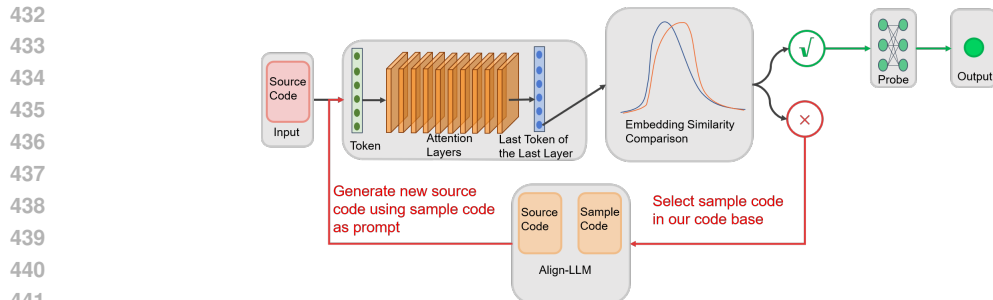 432
433
434
435
436
437
438
439
440
441
Source
Code
Input
Token
Attention
Layers
Last Token of
the Last Layer
Embedding Similarity
Comparison
√
×
Probe
Output
Generate new source
code using sample code
as prompt
Source
Code
Sample
Code
Align-LLM
Select sample code
in our code base